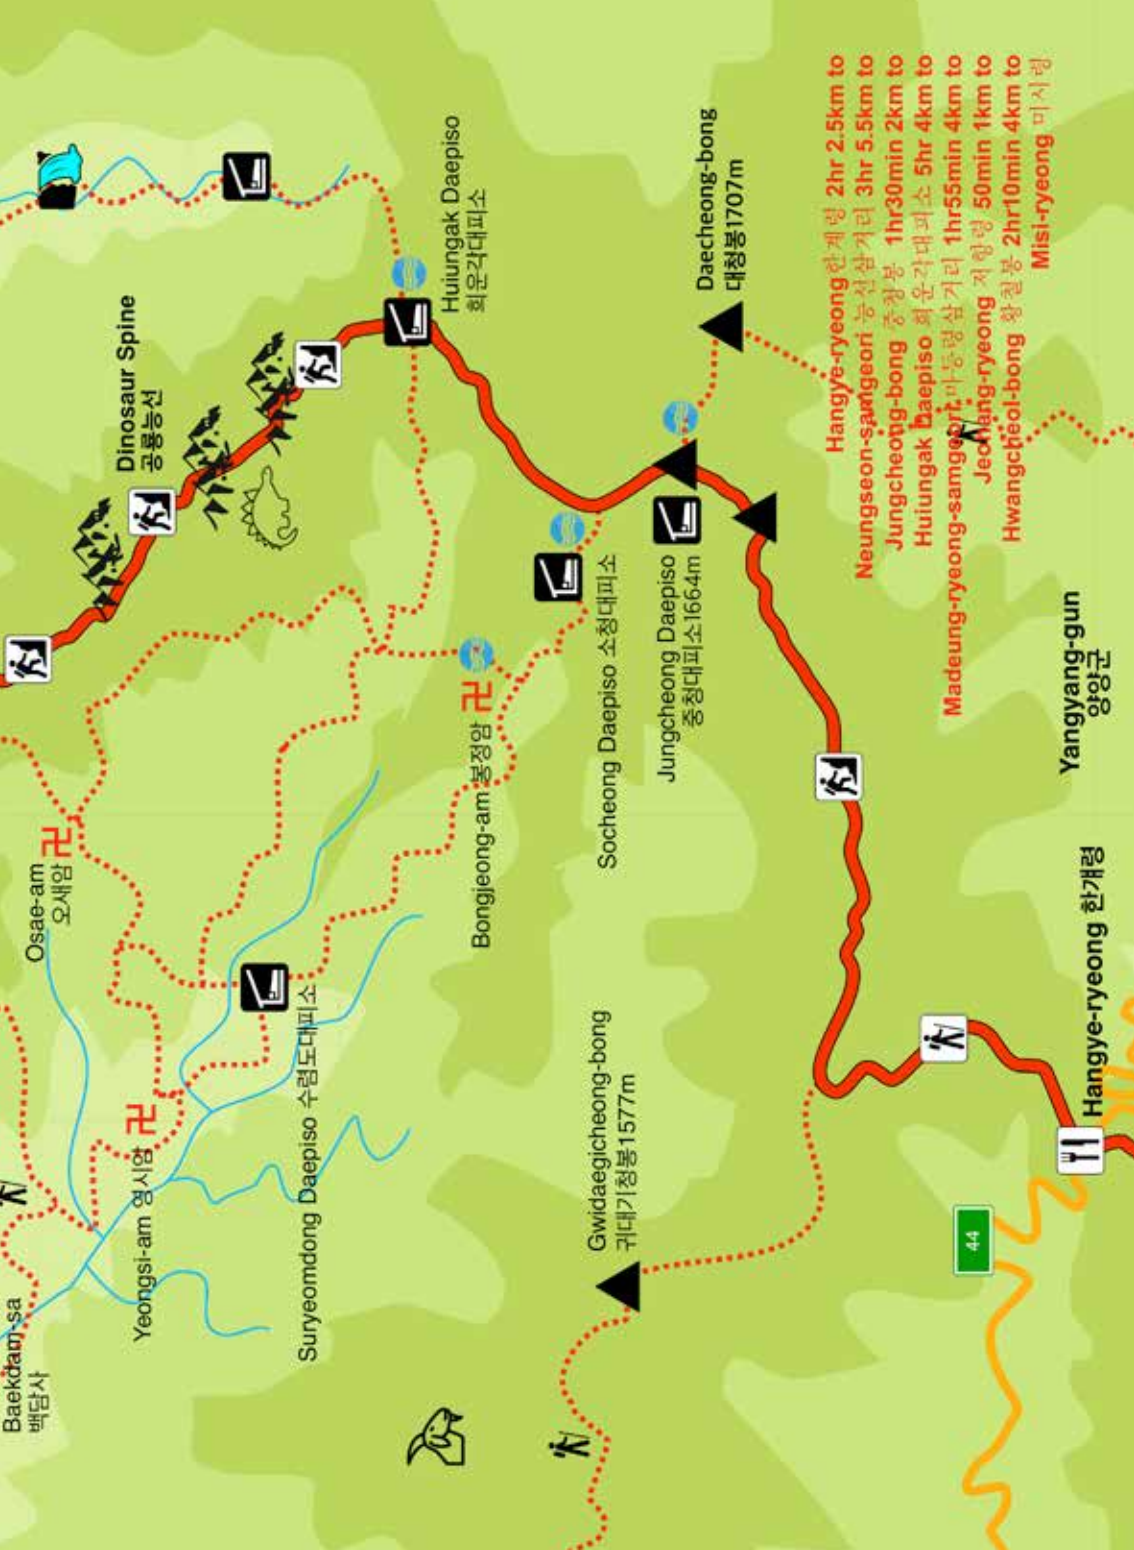 Baekdam-sa
백담사
Osae-am
오새암
Dinosaur Spine
공룡능선
Yeongsi-am 영시암
Suryeomdong Daepiso 수렴도대피소
Huiungak Daepiso
희운각대피소
Bongjeong-am 봉정암
Socheong Daepiso 소청대피소
Gwidaegicheong-bong
귀대기청봉1577m
Jungcheong Daepiso
중청대피소1664m
Daecheong-bong
대청봉1707m
Hangye-ryeong한계령 2hr 2.5km to
Neungseon-samgeori 능선삼거리 3hr 5.5km to
Jungcheong-bong 중청봉 1hr30min 2km to
Huiungak Daepiso 희운각대피소 5hr 4km to
Madeung-ryeong-samgeori 마등령삼거리 1hr55min 4km to
Jeohang-ryeong 저항령 50min 1km to
Hwangcheol-bong 황철봉 2hr10min 4km to
Misi-ryeong 미시령
44
Yangyang-gun
양양군
Hangye-ryeong 한개령